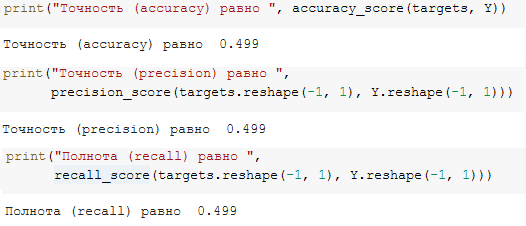 print("Точность (accuracy) равно ", accuracy_score(targets, Y))
Точность (accuracy) равно  0.499
print("Точность (precision) равно ",
      precision_score(targets.reshape(-1, 1), Y.reshape(-1, 1)))
Точность (precision) равно  0.499
print("Полнота (recall) равно ",
      recall_score(targets.reshape(-1, 1), Y.reshape(-1, 1)))
Полнота (recall) равно  0.499